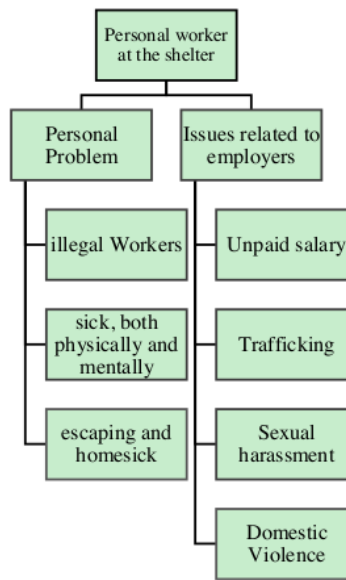 Personal worker
at the shelter
Personal
Problem
illegal Workers
sick, both
physically and
mentally
escaping and
homesick
Issues related to
employers
Unpaid salary
Trafficking
Sexual
harassment
Domestic
Violence